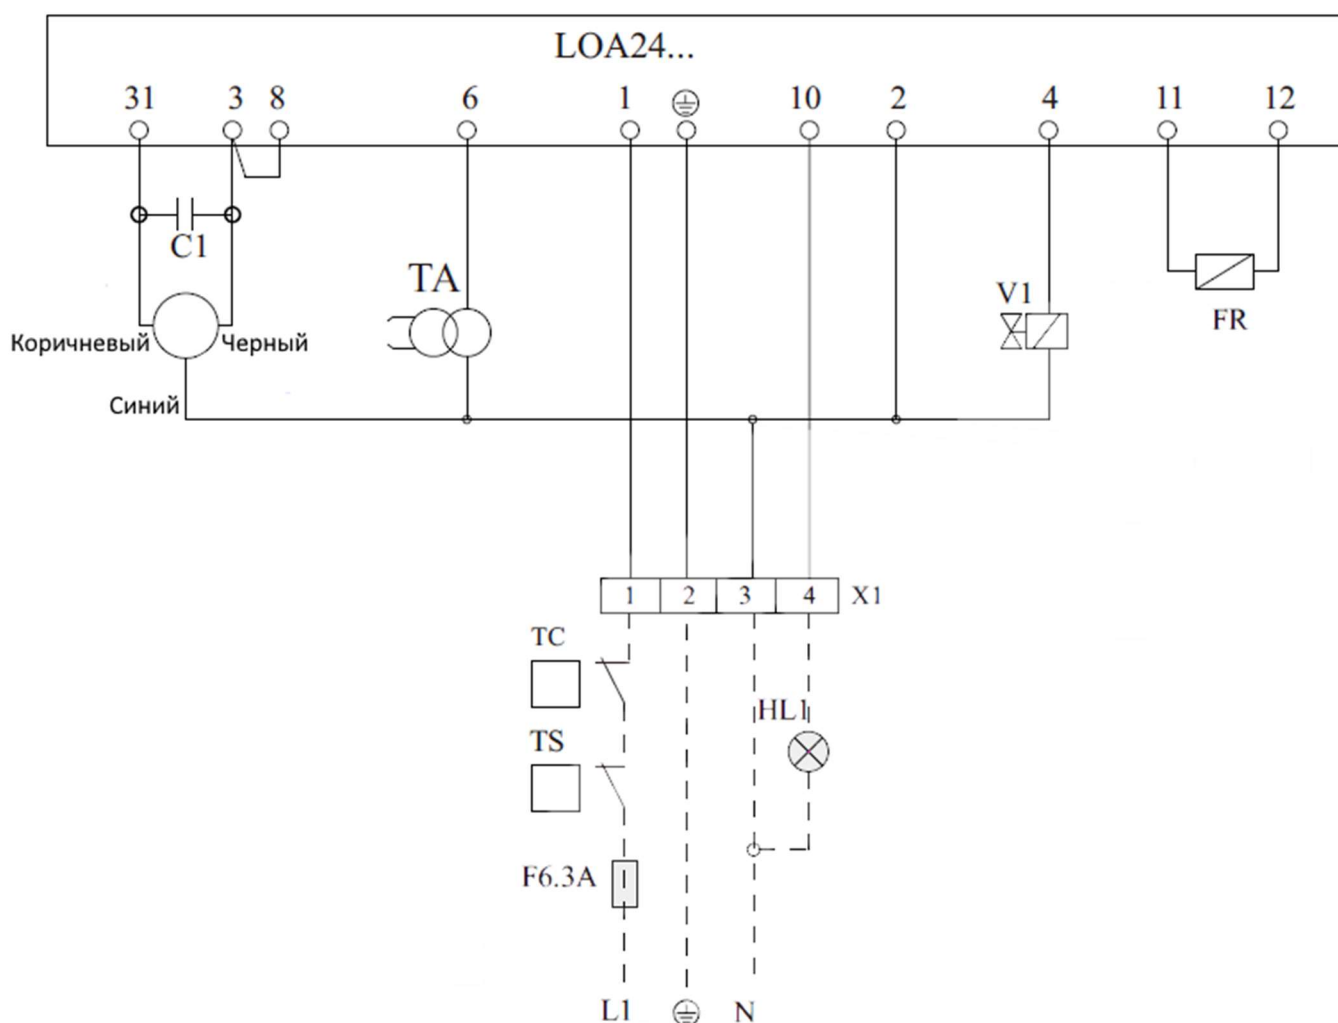 LOA24...
31 3 8 6 1 10 2 4 11 12
C1
TA
V1
FR
Коричневый
Черный
Синий
1 2 3 4 X1
TC
HL1
TS
F6.3A
L1 N